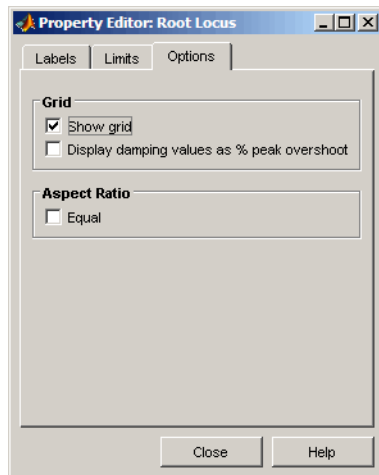 Property Editor: Root Locus
Labels Limits Options
Grid
Show grid
Display damping values as % peak overshoot
Aspect Ratio
Equal
Close Help